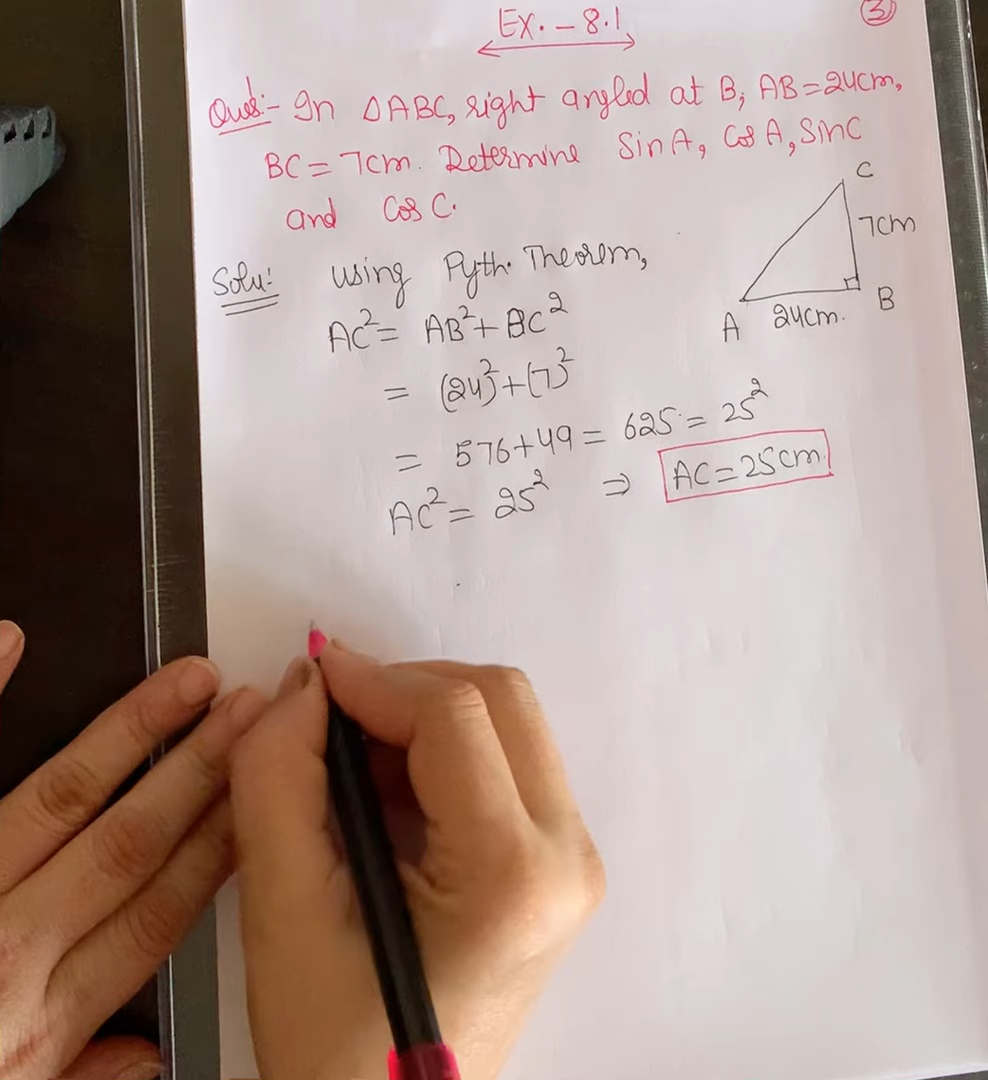 Ex. - 8.1
3
Ques:- In ΔABC, right angled at B, AB = 24cm,
BC = 7cm. Determine Sin A, Cos A, Sin C
and Cos C.
Solu: using Pyth. Theorem,
AC² = AB² + BC²
= (24)² + (7)²
= 576 + 49 = 625 = 25²
AC² = 25² ⇒ AC = 25cm.
C
7cm
B
A 24cm.